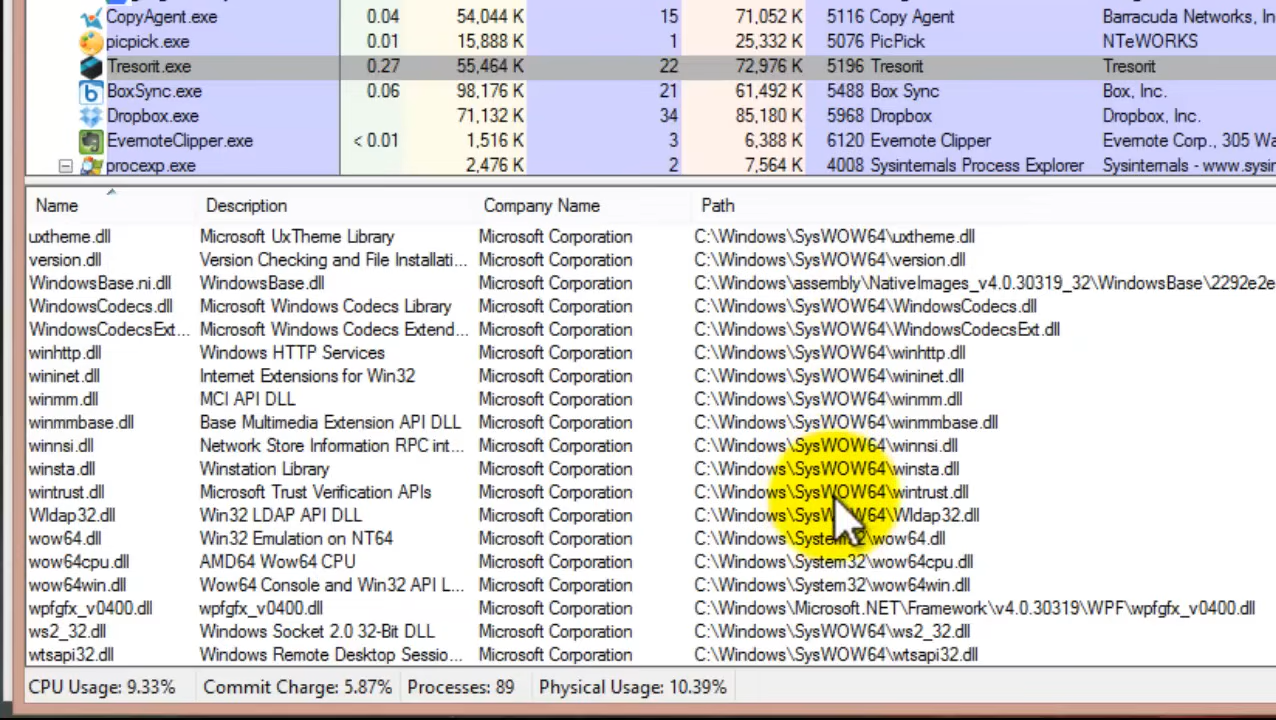 CopyAgent.exe 0.04 54,044 K 15 71,052 K 5116 Copy Agent Barracuda Networks, In
picpick.exe 0.01 15,888 K 1 25,332 K 5076 PicPick NTeWORKS
Tresorit.exe 0.27 55,464 K 22 72,976 K 5196 Tresorit Tresorit
BoxSync.exe 0.06 98,176 K 21 61,492 K 5488 Box Sync Box, Inc.
Dropbox.exe 71,132 K 34 85,180 K 5968 Dropbox Dropbox, Inc.
EvernoteClipper.exe < 0.01 1,516 K 3 6,388 K 6120 Evernote Clipper Evernote Corp., 305 Wa
procexp.exe 2,476 K 2 7,564 K 4008 Sysinternals Process Explorer Sysinternals - www.sysin
Name Description Company Name Path
uxtheme.dll Microsoft UxTheme Library Microsoft Corporation C:\Windows\SysWOW64\uxtheme.dll
version.dll Version Checking and File Installati... Microsoft Corporation C:\Windows\SysWOW64\version.dll
WindowsBase.ni.dll WindowsBase.dll Microsoft Corporation C:\Windows\assembly\NativeImages_v4.0.30319_32\WindowsBase\2292e2e
WindowsCodecs.dll Microsoft Windows Codecs Library Microsoft Corporation C:\Windows\SysWOW64\WindowsCodecs.dll
WindowsCodecsExt... Microsoft Windows Codecs Extend... Microsoft Corporation C:\Windows\SysWOW64\WindowsCodecsExt.dll
winhttp.dll Windows HTTP Services Microsoft Corporation C:\Windows\SysWOW64\winhttp.dll
wininet.dll Internet Extensions for Win32 Microsoft Corporation C:\Windows\SysWOW64\wininet.dll
winmm.dll MCI API DLL Microsoft Corporation C:\Windows\SysWOW64\winmm.dll
winmmbase.dll Base Multimedia Extension API DLL Microsoft Corporation C:\Windows\SysWOW64\winmmbase.dll
winnsi.dll Network Store Information RPC int... Microsoft Corporation C:\Windows\SysWOW64\winnsi.dll
winsta.dll Winstation Library Microsoft Corporation C:\Windows\SysWOW64\winsta.dll
wintrust.dll Microsoft Trust Verification APIs Microsoft Corporation C:\Windows\SysWOW64\wintrust.dll
Wldap32.dll Win32 LDAP API DLL Microsoft Corporation C:\Windows\SysWOW64\Wldap32.dll
wow64.dll Win32 Emulation on NT64 Microsoft Corporation C:\Windows\System32\wow64.dll
wow64cpu.dll AMD64 Wow64 CPU Microsoft Corporation C:\Windows\System32\wow64cpu.dll
wow64win.dll Wow64 Console and Win32 API L... Microsoft Corporation C:\Windows\System32\wow64win.dll
wpfgfx_v0400.dll wpfgfx_v0400.dll Microsoft Corporation C:\Windows\Microsoft.NET\Framework\v4.0.30319\WPF\wpfgfx_v0400.dll
ws2_32.dll Windows Socket 2.0 32-Bit DLL Microsoft Corporation C:\Windows\SysWOW64\ws2_32.dll
wtsapi32.dll Windows Remote Desktop Sessio... Microsoft Corporation C:\Windows\SysWOW64\wtsapi32.dll
CPU Usage: 9.33% Commit Charge: 5.87% Processes: 89 Physical Usage: 10.39%